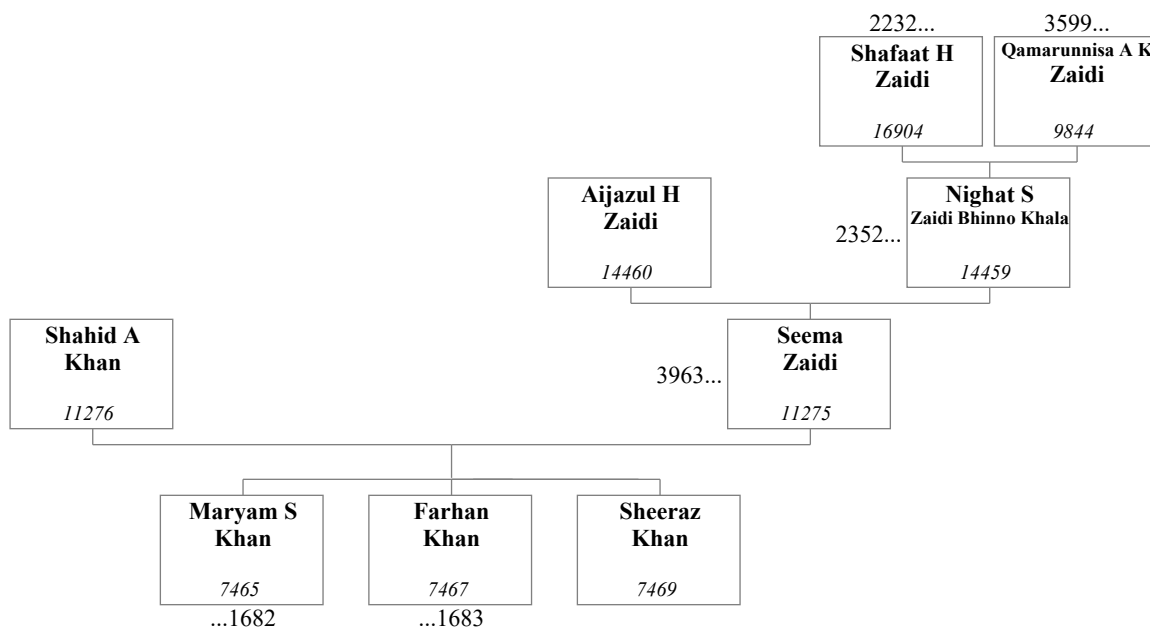 2232...
3599...
Shafaat H
Zaidi
16904
Qamarunnisa A K
Zaidi
9844
Aijazul H
Zaidi
14460
2352...
Nighat S
Zaidi Bhinno Khala
14459
Shahid A
Khan
11276
3963...
Seema
Zaidi
11275
Maryam S
Khan
7465
...1682
Farhan
Khan
7467
...1683
Sheeraz
Khan
7469